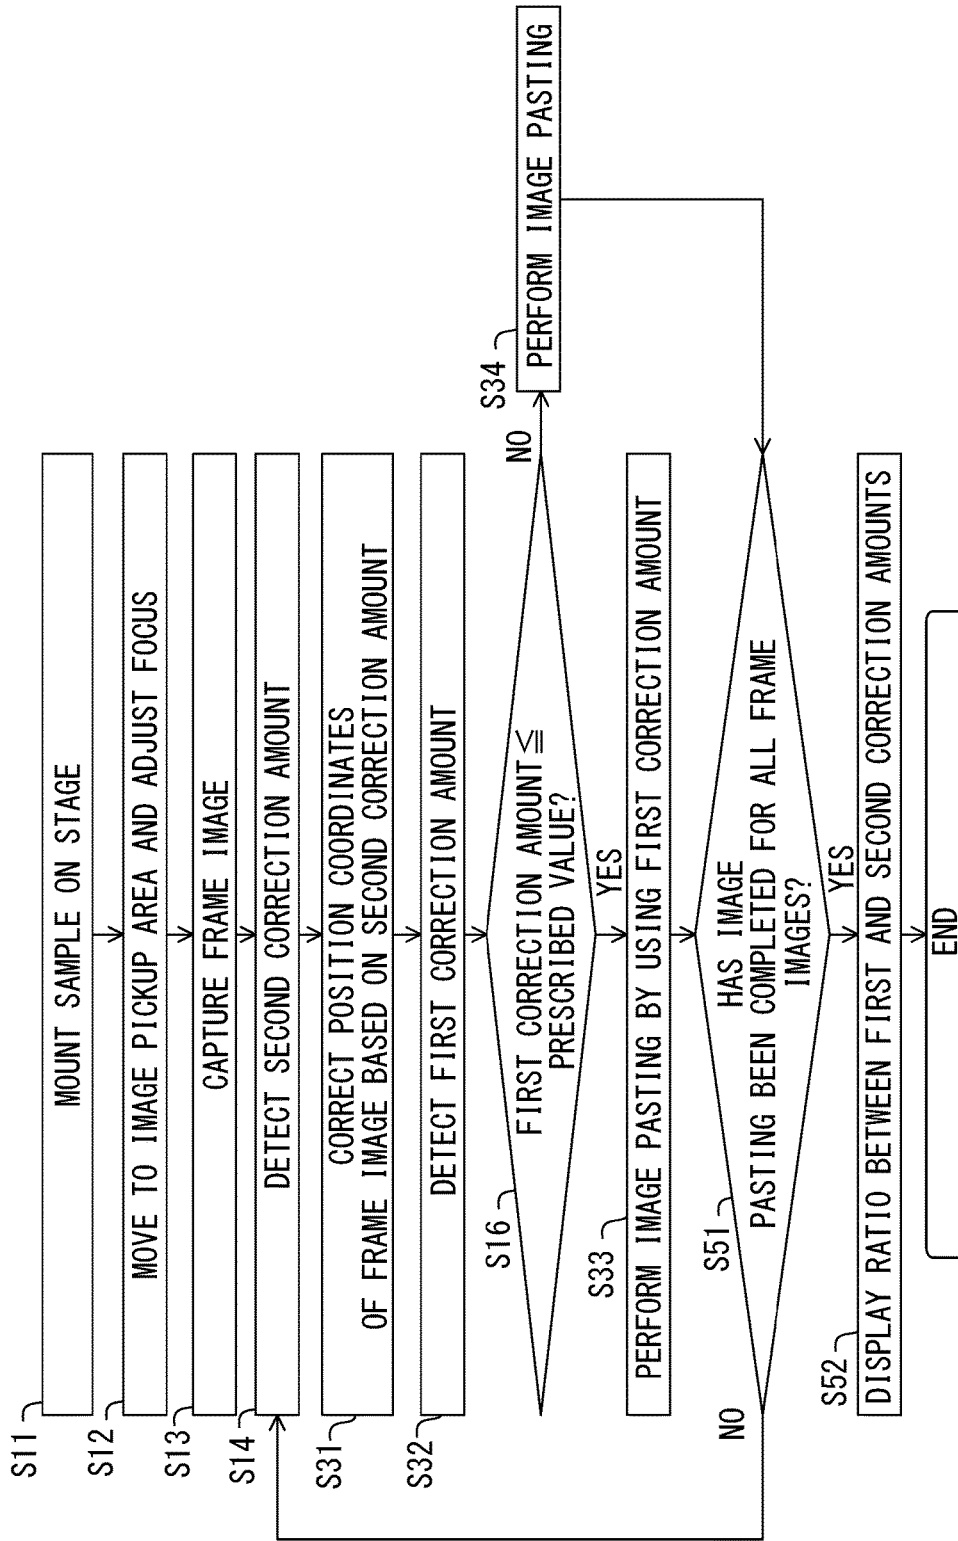 S11
MOUNT SAMPLE ON STAGE
S12
MOVE TO IMAGE PICKUP AREA AND ADJUST FOCUS
S13
CAPTURE FRAME IMAGE
S14
DETECT SECOND CORRECTION AMOUNT
S31
CORRECT POSITION COORDINATES
OF FRAME IMAGE BASED ON SECOND CORRECTION AMOUNT
S32
DETECT FIRST CORRECTION AMOUNT
S16
FIRST CORRECTION AMOUNT≦
PRESCRIBED VALUE?
NO
S34
PERFORM IMAGE PASTING
YES
S33
PERFORM IMAGE PASTING BY USING FIRST CORRECTION AMOUNT
S51
HAS IMAGE
PASTING BEEN COMPLETED FOR ALL FRAME
IMAGES?
NO
YES
S52
DISPLAY RATIO BETWEEN FIRST AND SECOND CORRECTION AMOUNTS
END